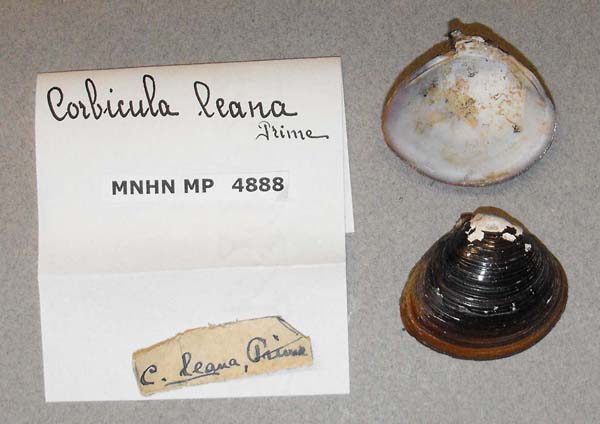 Corbicula leana
Prime
MNHN MP 4888
C. leana, Prime